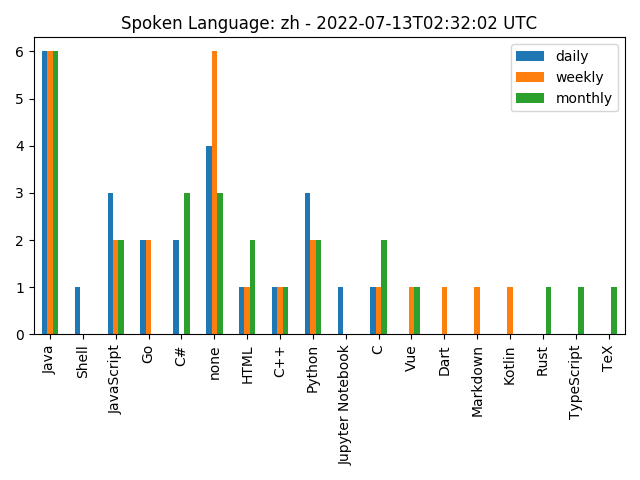 Spoken Language: zh - 2022-07-13T02:32:02 UTC
daily
weekly
monthly
6
5
4
3
2
1
0
Java
Shell
JavaScript
Go
C#
none
HTML
C++
Python
Jupyter Notebook
C
Vue
Dart
Markdown
Kotlin
Rust
TypeScript
TeX